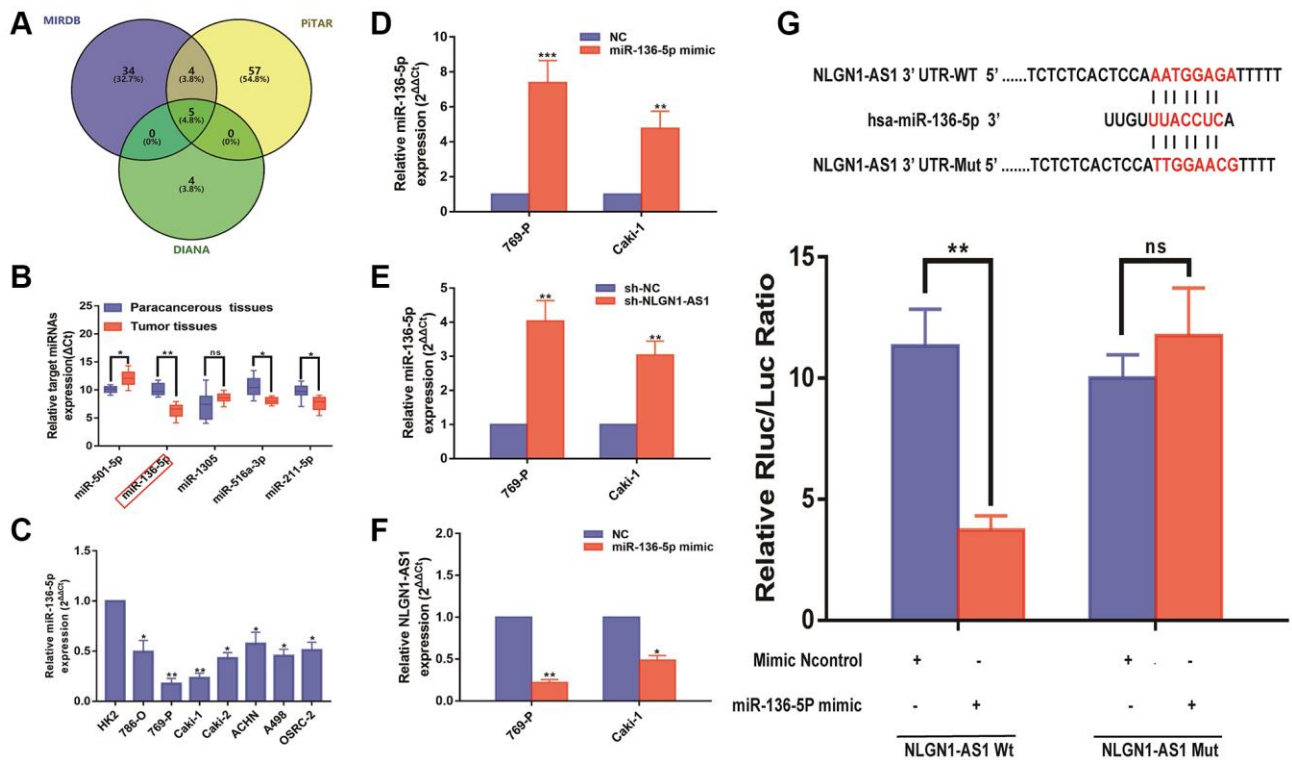 A
MIRDB
PiTAR
34
(32.7%)
4
(3.8%)
57
(54.8%)
5
(4.8%)
0
(0%)
0
(0%)
4
(3.8%)
DIANA
B
Relative target miRNAs
expression(ΔCt)
Paracancerous tissues
Tumor tissues
25
20
15
10
5
0
* ** ns * *
miR-501-5p
miR-136-5p
miR-1305
miR-516a-3p
miR-211-5p
C
Relative miR-136-5p
expression (2^ΔΔCt)
1.5
1.0
0.5
0.0
* ** ** * * * *
HK2
786-O
769-P
Caki-1
Caki-2
ACHN
A498
OSRC-2
D
NC
miR-136-5p mimic
Relative miR-136-5p
expression (2^ΔΔCt)
10
8
6
4
2
0
*** **
769-P
Caki-1
E
sh-NC
sh-NLGN1-AS1
Relative miR-136-5p
expression (2^ΔΔCt)
5
4
3
2
1
0
** **
769-P
Caki-1
F
NC
miR-136-5p mimic
Relative NLGN1-AS1
expression (2^ΔΔCt)
2.0
1.5
1.0
0.5
0.0
** *
769-P
Caki-1
G
NLGN1-AS1 3’ UTR-WT 5’ ......TCTCTCACTCCAAATGGAGATTTTT
hsa-miR-136-5p 3’ UUGUUUACCUCA
NLGN1-AS1 3’ UTR-Mut 5’ .......TCTCTCACTCCATTGGAACGTTTT
Relative Rluc/Luc Ratio
15
10
5
0
** ns
Mimic Ncontrol + - + -
miR-136-5P mimic - + - +
NLGN1-AS1 Wt NLGN1-AS1 Mut